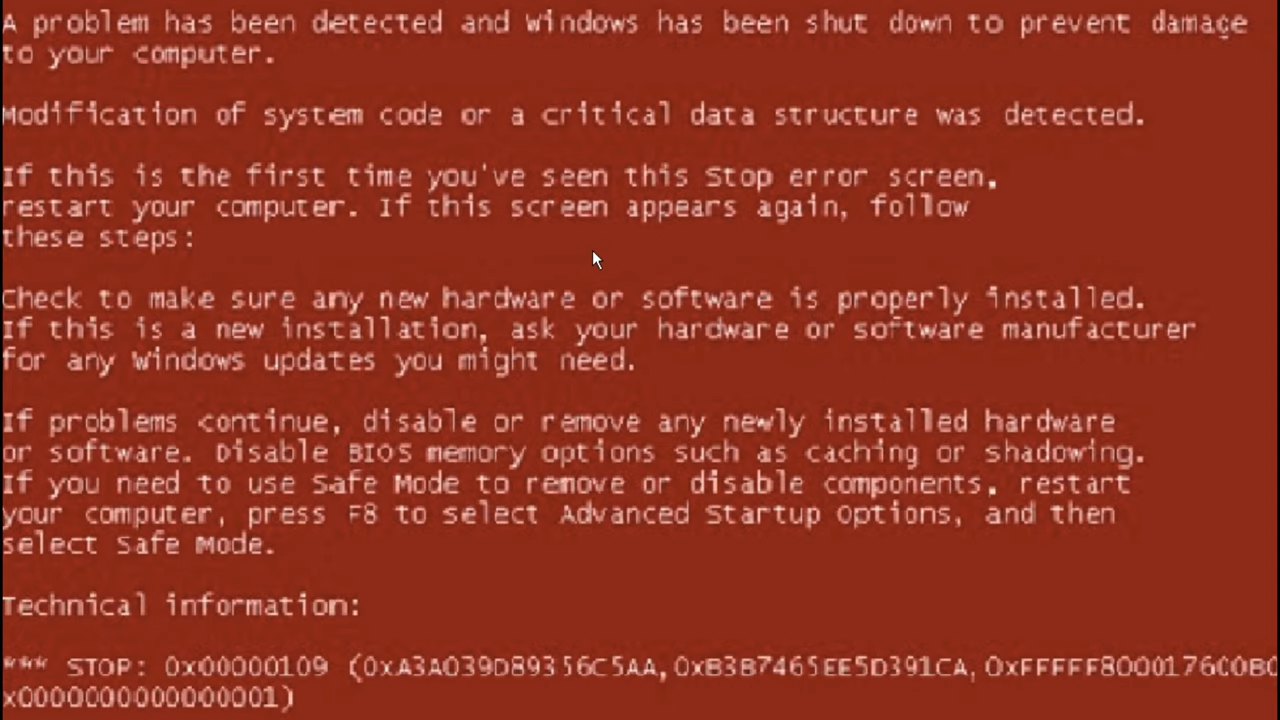 A problem has been detected and Windows has been shut down to prevent damage
to your computer.
Modification of system code or a critical data structure was detected.
If this is the first time you've seen this Stop error screen,
restart your computer. If this screen appears again, follow
these steps:
Check to make sure any new hardware or software is properly installed.
If this is a new installation, ask your hardware or software manufacturer
for any Windows updates you might need.
If problems continue, disable or remove any newly installed hardware
or software. Disable BIOS memory options such as caching or shadowing.
If you need to use Safe Mode to remove or disable components, restart
your computer, press F8 to select Advanced Startup Options, and then
select Safe Mode.
Technical information:
*** STOP: 0x00000109 (0xA3A039D89356C5AA,0xB3B7465EE5D391CA,0xFFFFF800017600B0
x0000000000000001)